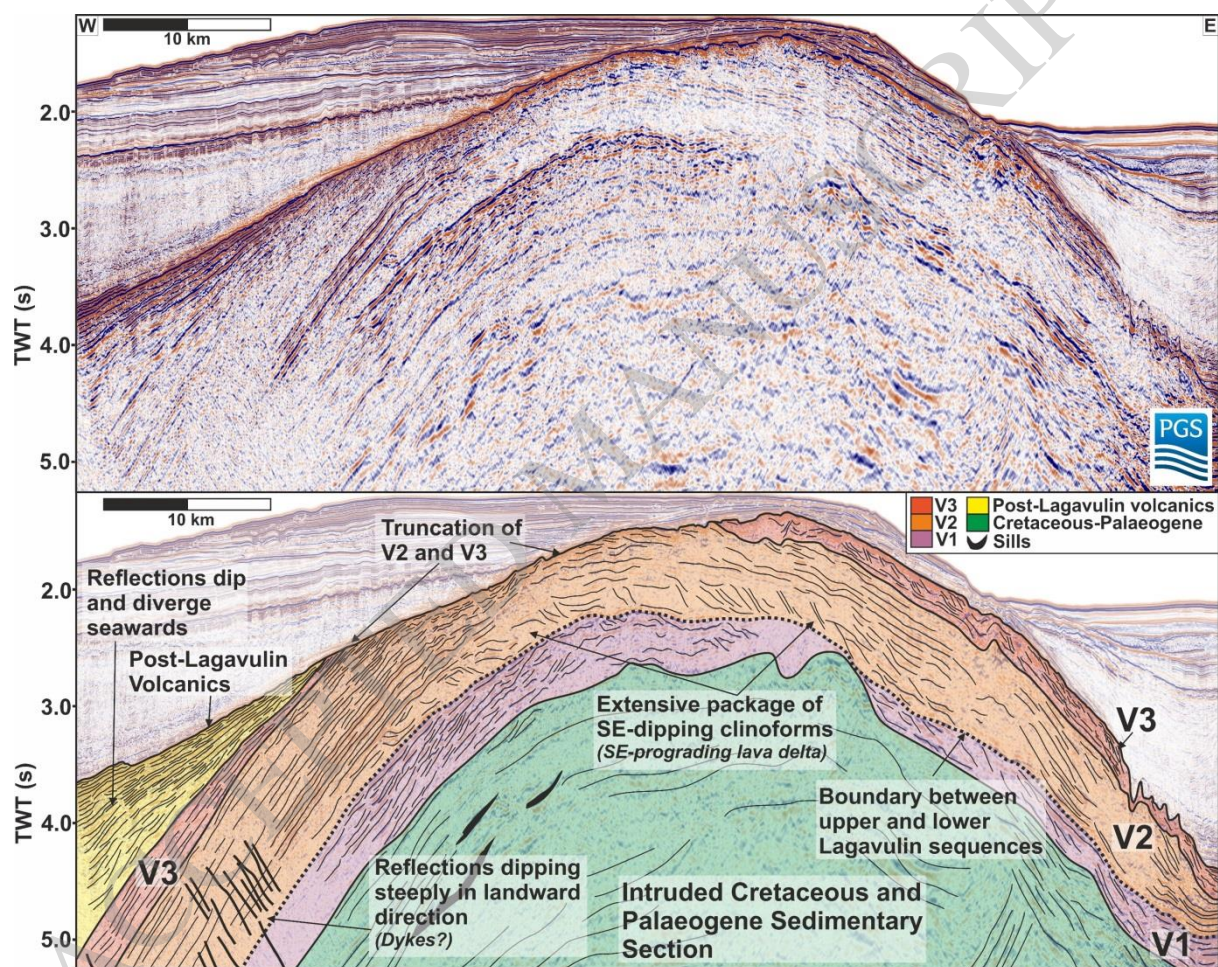 W
E
10 km
2.0
3.0
4.0
5.0
TWT (s)
PGS
10 km
V3
V2
V1
Post-Lagavulin volcanics
Cretaceous-Palaeogene
Sills
Truncation of
V2 and V3
Reflections dip
and diverge
seawards
Post-Lagavulin
Volcanics
Extensive package of
SE-dipping clinoforms
(SE-prograding lava delta)
V3
Boundary between
upper and lower
Lagavulin sequences
V2
V3
Reflections dipping
steeply in landward
direction
(Dykes?)
Intruded Cretaceous and
Palaeogene Sedimentary
Section
V1
2.0
3.0
4.0
5.0
TWT (s)